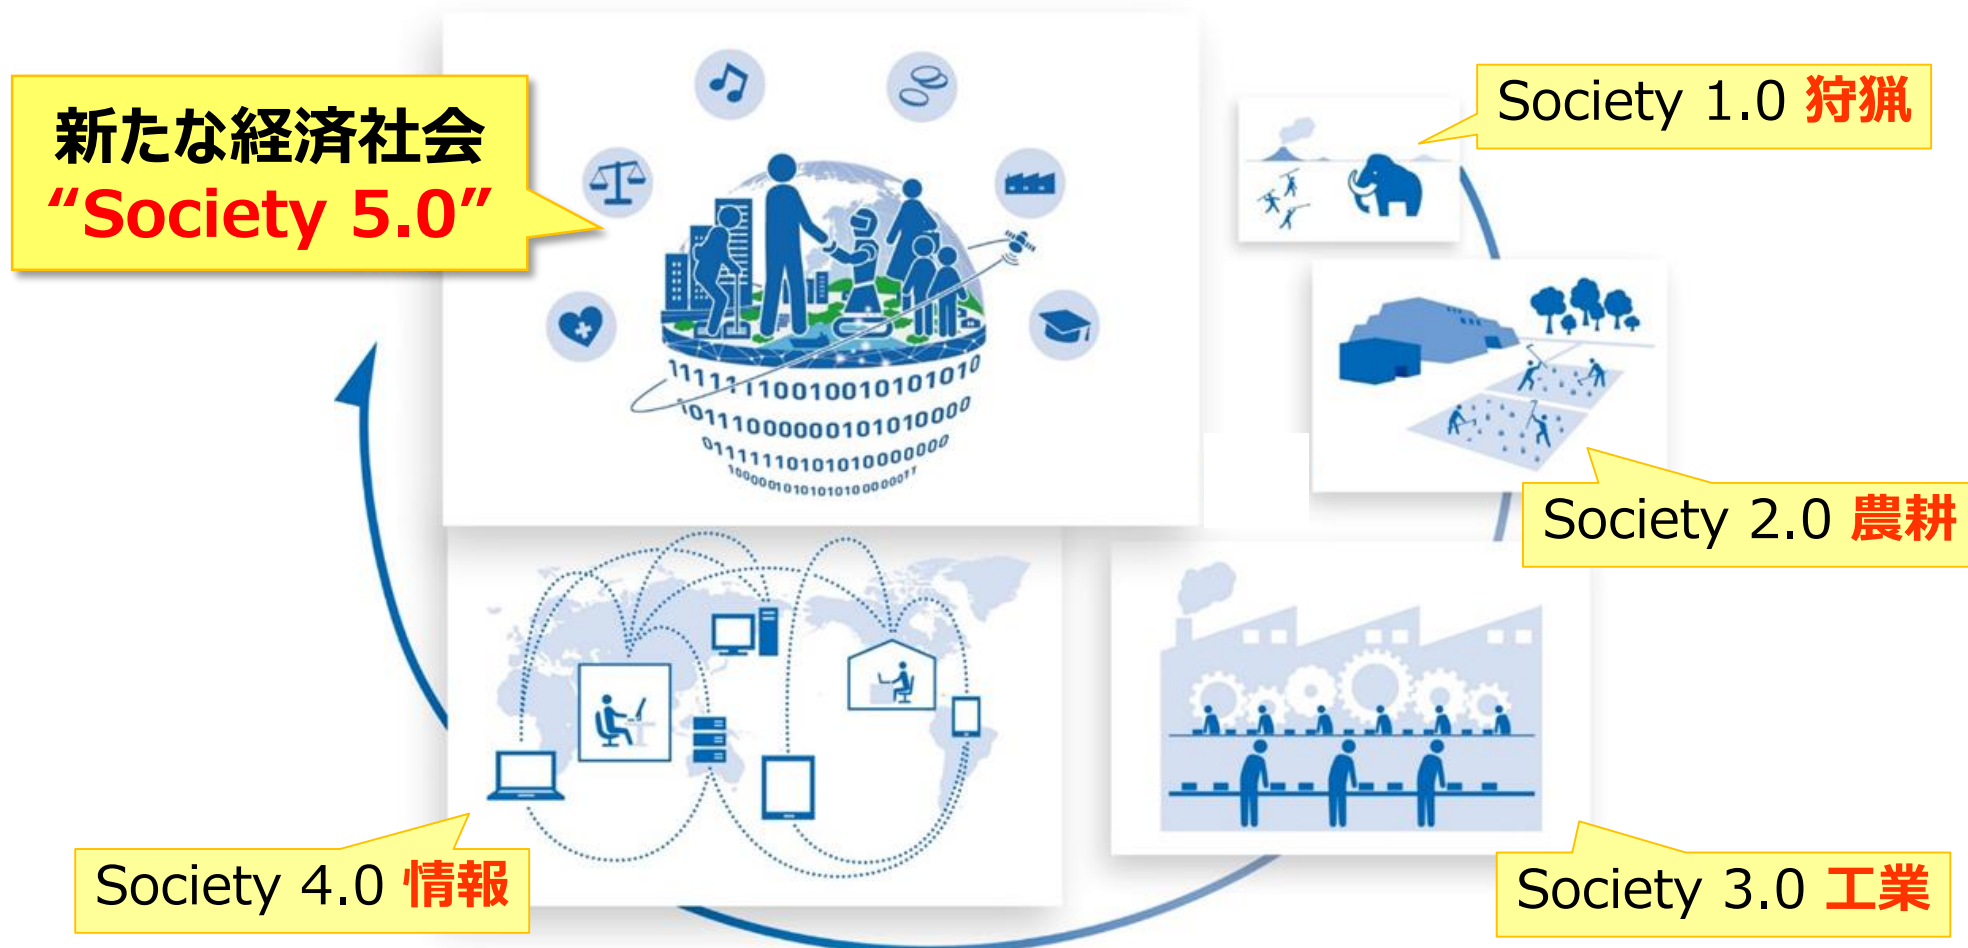 新たな経済社会
“Society 5.0”
Society 1.0 狩猟
Society 2.0 農耕
Society 3.0 工業
Society 4.0 情報